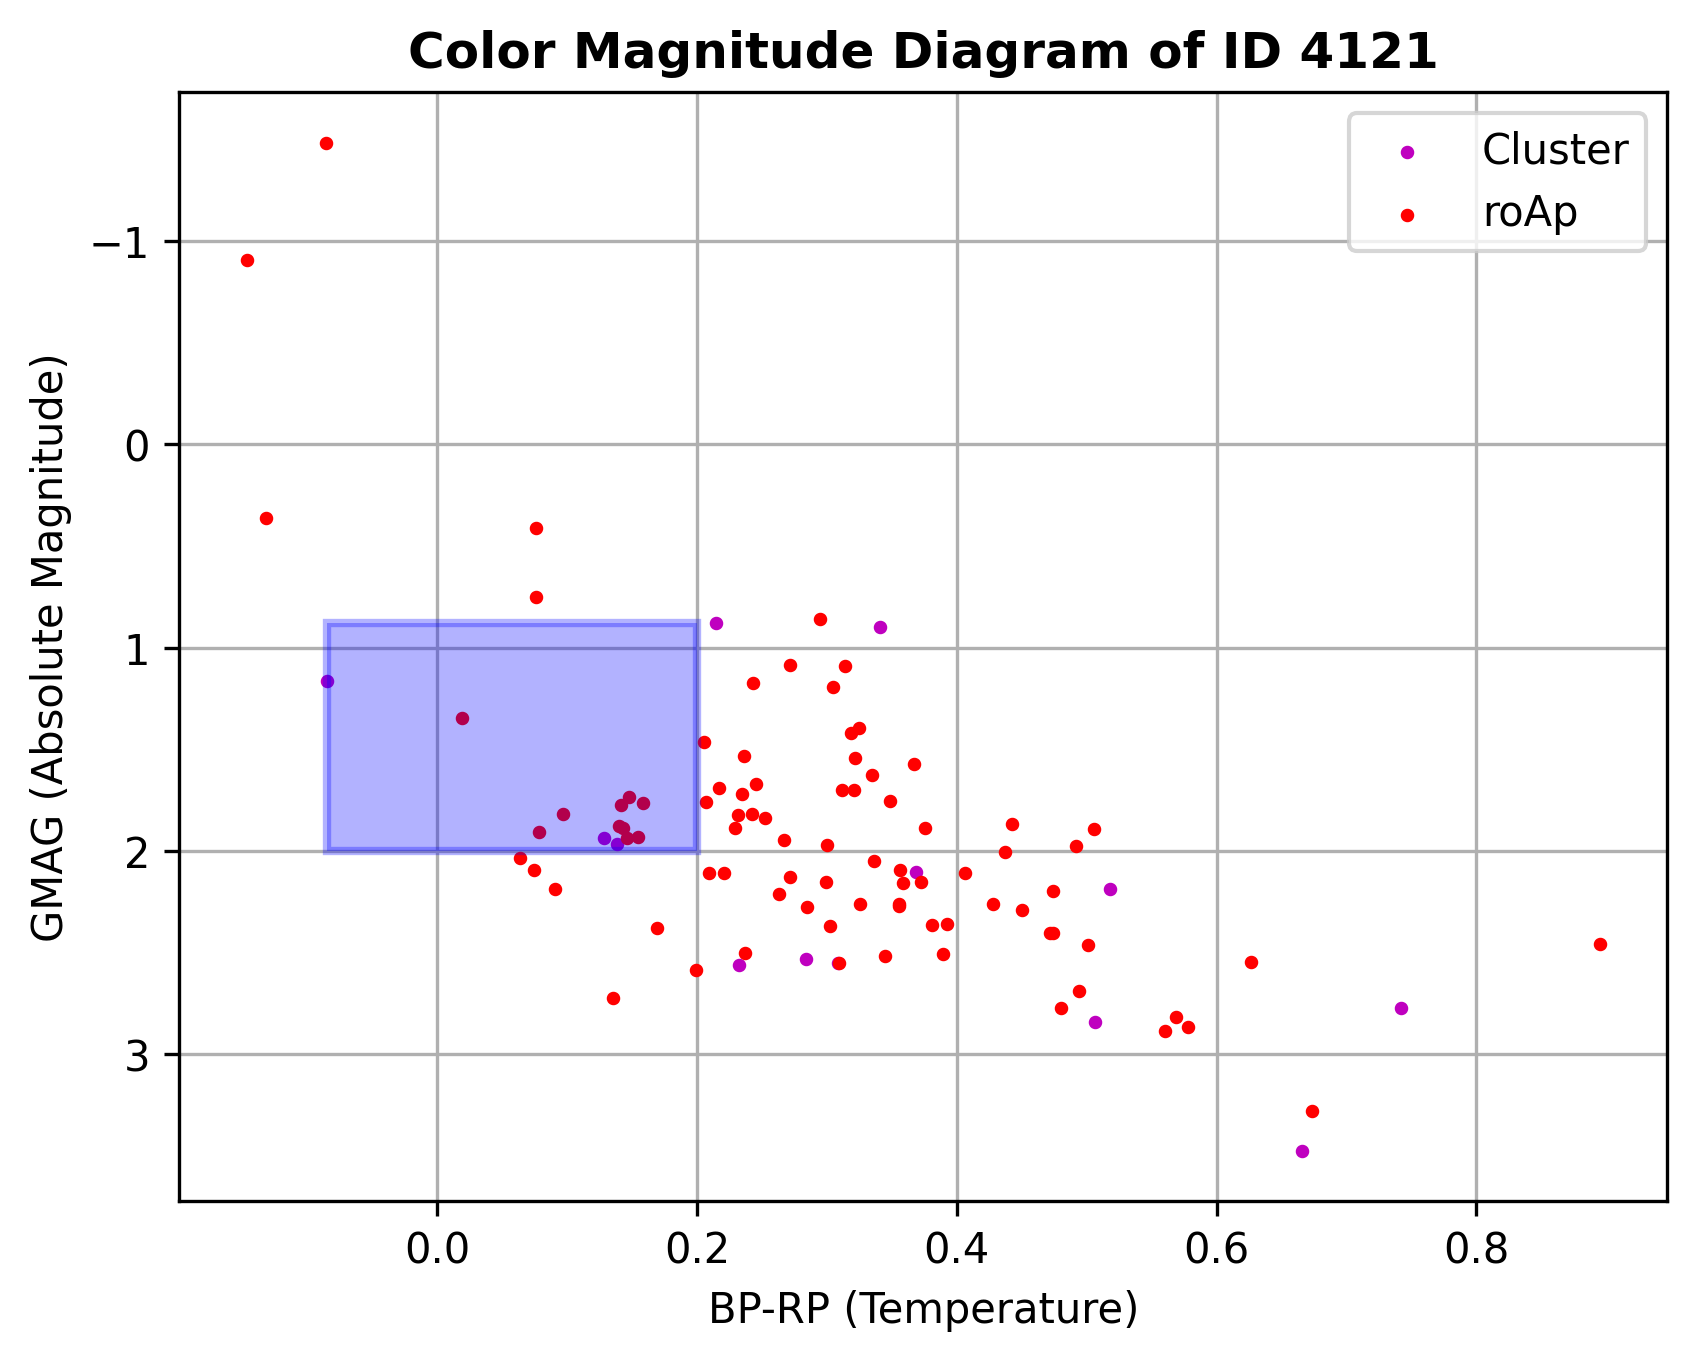 Color Magnitude Diagram of ID 4121
Cluster
roAp
GMAG (Absolute Magnitude)
−1
0
1
2
3
0.0 0.2 0.4 0.6 0.8
BP-RP (Temperature)